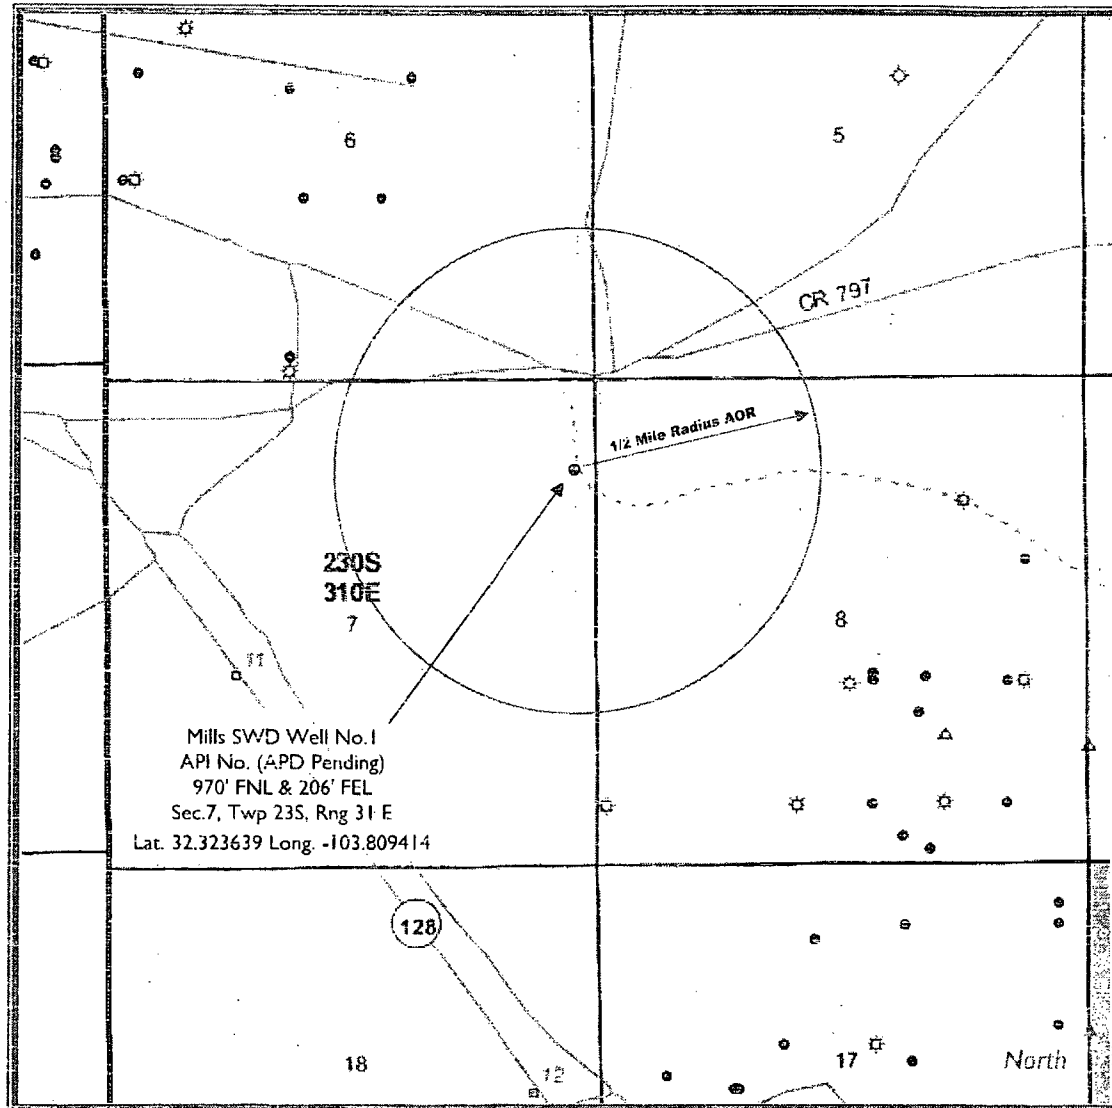 6
5
CR 797
1/2 Mile Radius AOR
230S
310E
7
8
11
Mills SWD Well No.1
API No. (APD Pending)
970' FNL & 206' FEL
Sec.7, Twp 23S, Rng 31 E
Lat. 32.323639 Long. -103.809414
128
18
12
17
North